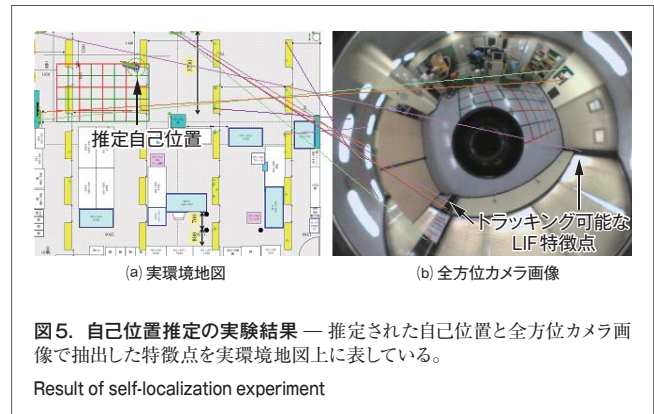 推定自己位置
3700
700
800
トラッキング可能な
LIF特徴点
(a) 実環境地図
(b) 全方位カメラ画像
図5. 自己位置推定の実験結果 — 推定された自己位置と全方位カメラ画
像で抽出した特徴点を実環境地図上に表している。
Result of self-localization experiment